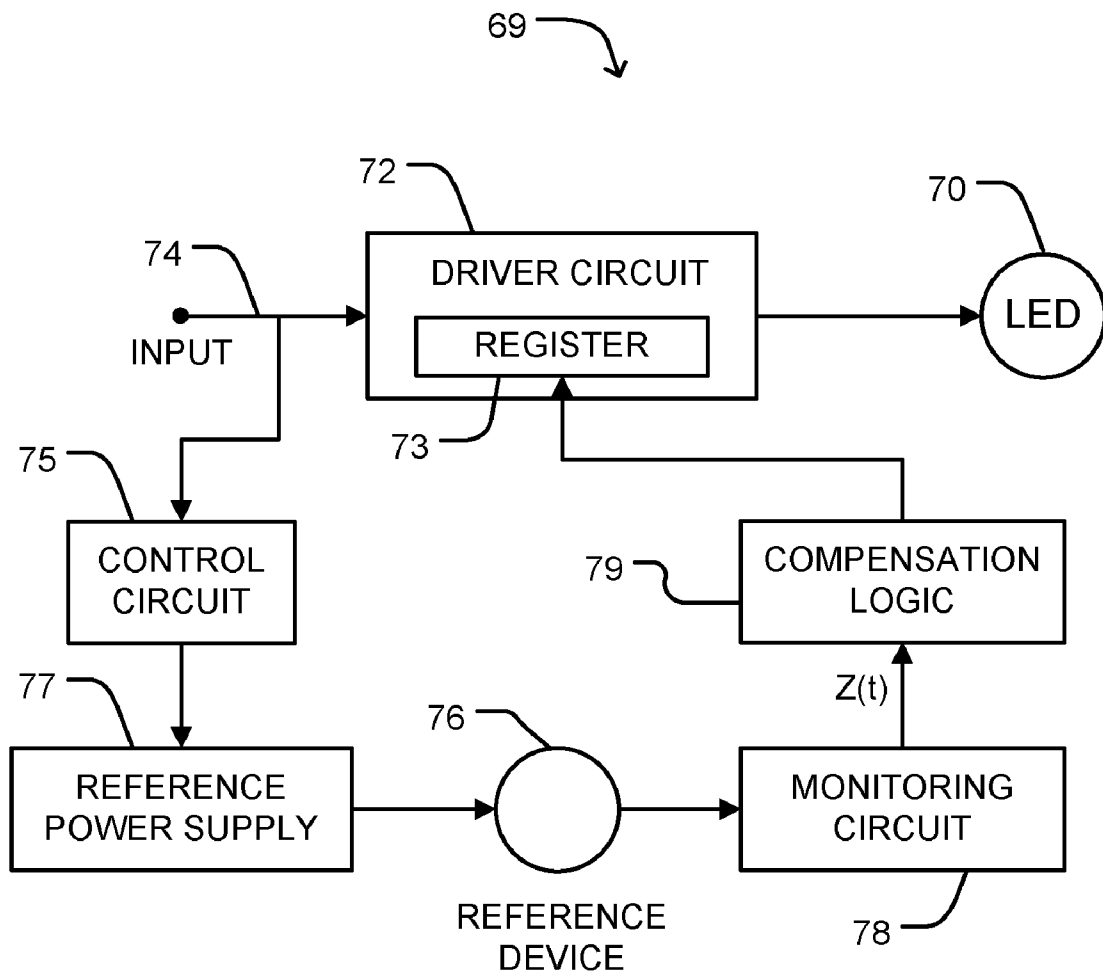 69
72
70
74
DRIVER CIRCUIT
LED
INPUT
REGISTER
73
75
CONTROL
CIRCUIT
79
COMPENSATION
LOGIC
77
76
Z(t)
REFERENCE
POWER SUPPLY
MONITORING
CIRCUIT
REFERENCE
DEVICE
78